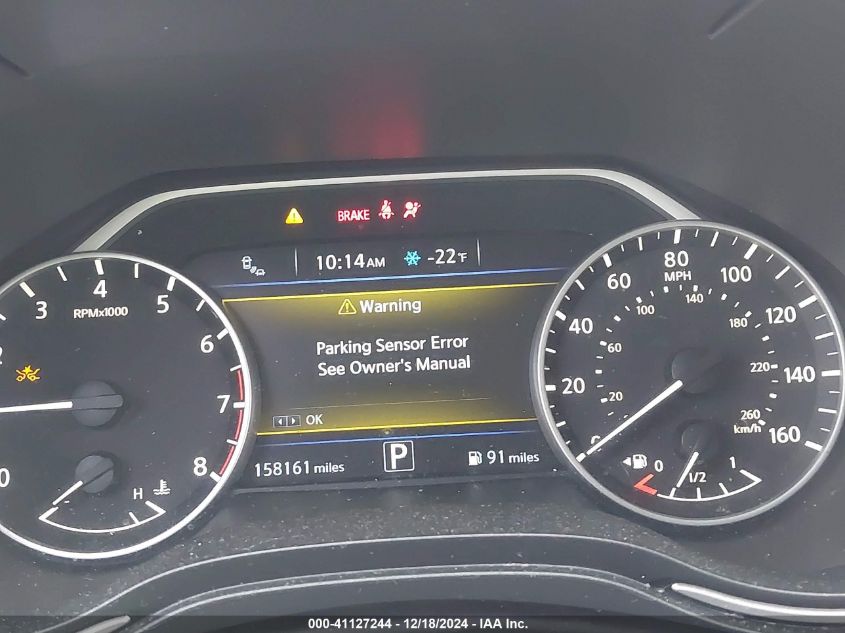 BRAKE
10:14AM -22°F
Warning
Parking Sensor Error
See Owner's Manual
OK
158161 miles P 91 miles
2 3 4 5 6 7 8
RPMx1000
0
H
20 40 60 80 100 120 140 160
MPH
20 60 100 140 180 220 260
km/h
0 1/2 1
000-41127244 / 12/18/2024 - IAA Inc.